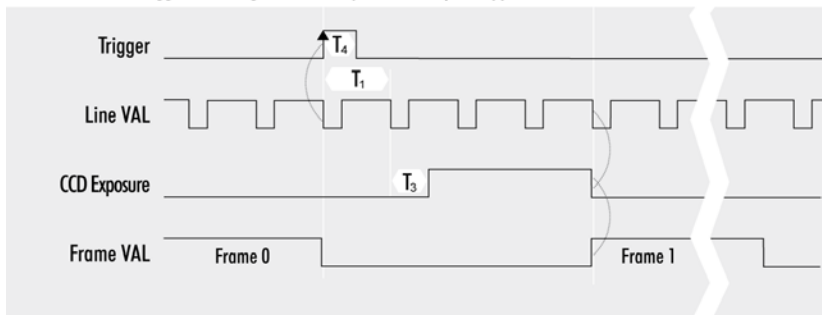 Trigger
T4
T1
Line VAL
CCD Exposure
T3
Frame VAL
Frame 0
Frame 1